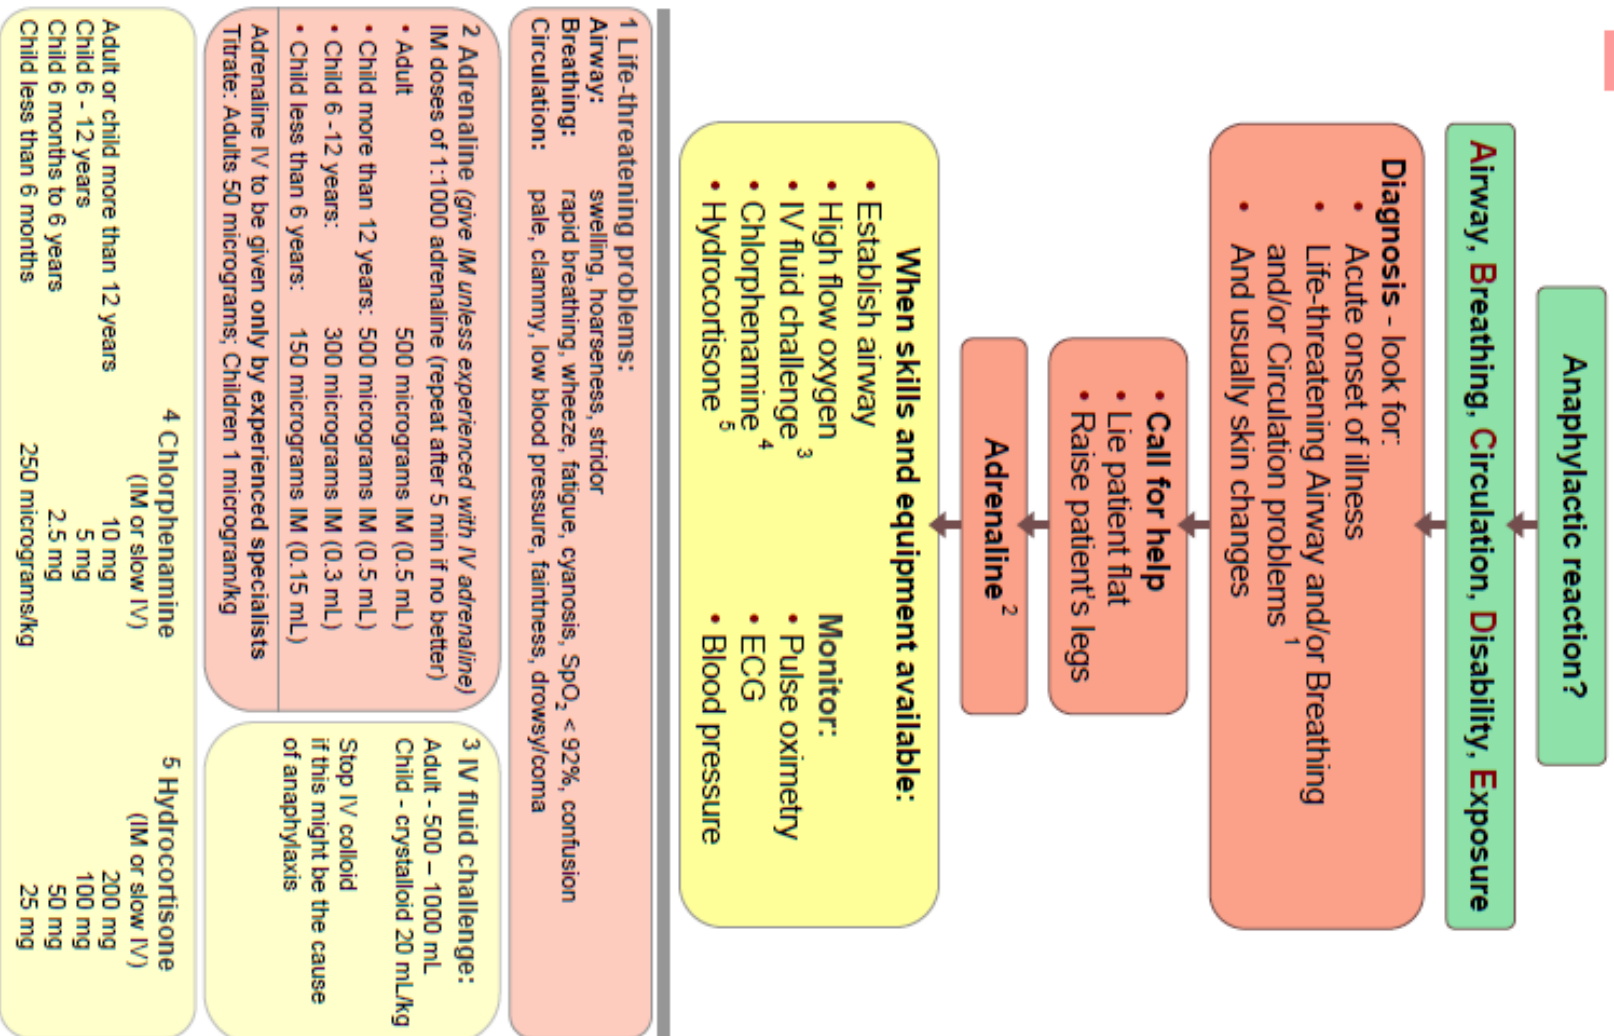 Anaphylactic reaction?
Airway, Breathing, Circulation, Disability, Exposure
Diagnosis - look for:
• Acute onset of illness
• Life-threatening Airway and/or Breathing
and/or Circulation problems 1
• And usually skin changes
• Call for help
• Lie patient flat
• Raise patient's legs
Adrenaline 2
When skills and equipment available:
• Establish airway
• High flow oxygen
• IV fluid challenge 3
• Chlorphenamine 4
• Hydrocortisone 5
Monitor:
• Pulse oximetry
• ECG
• Blood pressure
1 Life-threatening problems:
Airway: swelling, hoarseness, stridor
Breathing: rapid breathing, wheeze, fatigue, cyanosis, SpO2 < 92%, confusion
Circulation: pale, clammy, low blood pressure, faintness, drowsy/coma
2 Adrenaline (give IM unless experienced with IV adrenaline)
IM doses of 1:1000 adrenaline (repeat after 5 min if no better)
• Adult 500 micrograms IM (0.5 mL)
• Child more than 12 years: 500 micrograms IM (0.5 mL)
• Child 6 -12 years: 300 micrograms IM (0.3 mL)
• Child less than 6 years: 150 micrograms IM (0.15 mL)
Adrenaline IV to be given only by experienced specialists
Titrate: Adults 50 micrograms; Children 1 microgram/kg
3 IV fluid challenge:
Adult - 500 – 1000 mL
Child - crystalloid 20 mL/kg
Stop IV colloid
if this might be the cause
of anaphylaxis
4 Chlorphenamine 5 Hydrocortisone
(IM or slow IV) (IM or slow IV)
Adult or child more than 12 years 10 mg 200 mg
Child 6 - 12 years 5 mg 100 mg
Child 6 months to 6 years 2.5 mg 50 mg
Child less than 6 months 250 micrograms/kg 25 mg